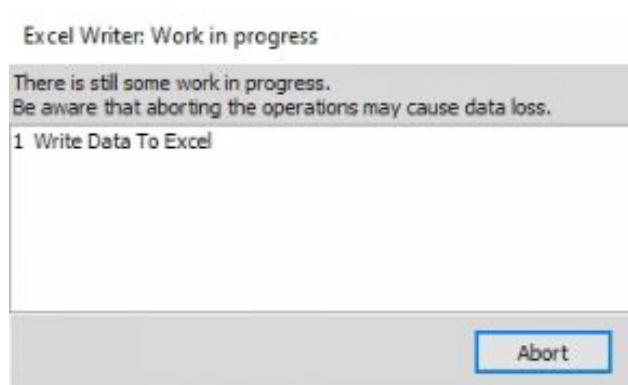 Excel Writer: Work in progress
There is still some work in progress.
Be aware that aborting the operations may cause data loss.
1 Write Data To Excel
Abort